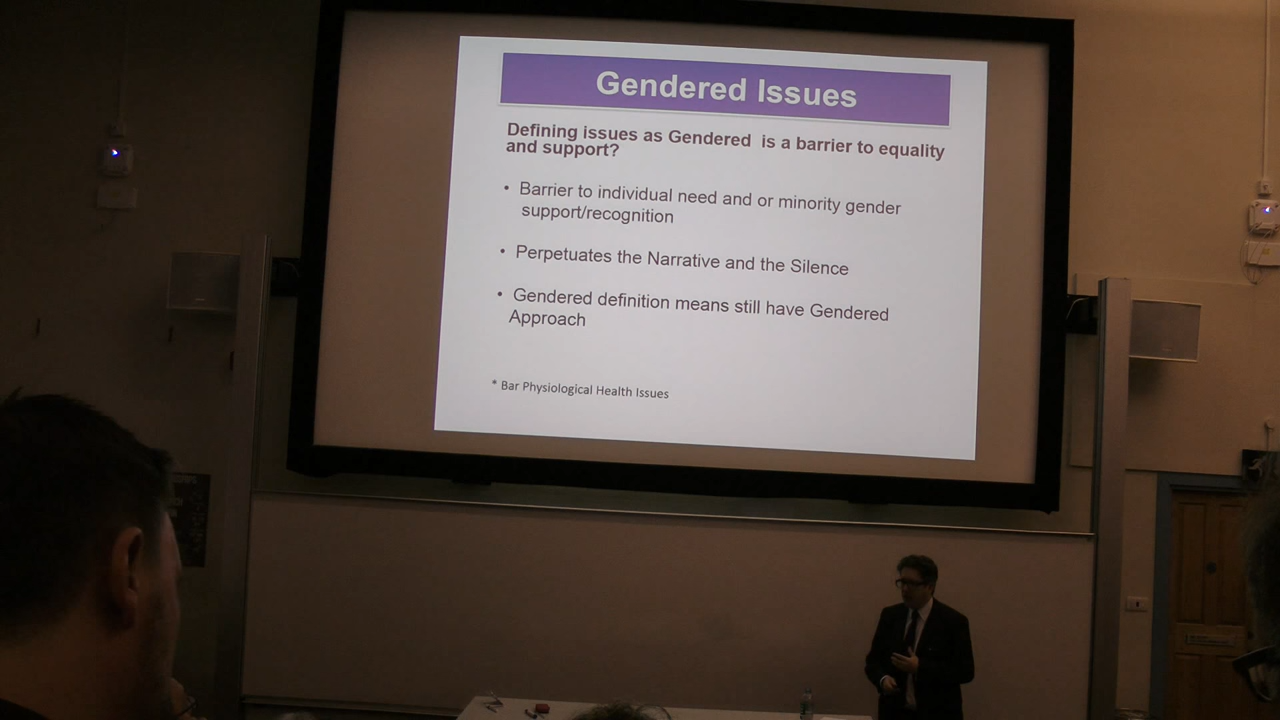 Gendered Issues
Defining issues as Gendered is a barrier to equality
and support?
• Barrier to individual need and or minority gender
support/recognition
• Perpetuates the Narrative and the Silence
• Gendered definition means still have Gendered
Approach
* Bar Physiological Health Issues